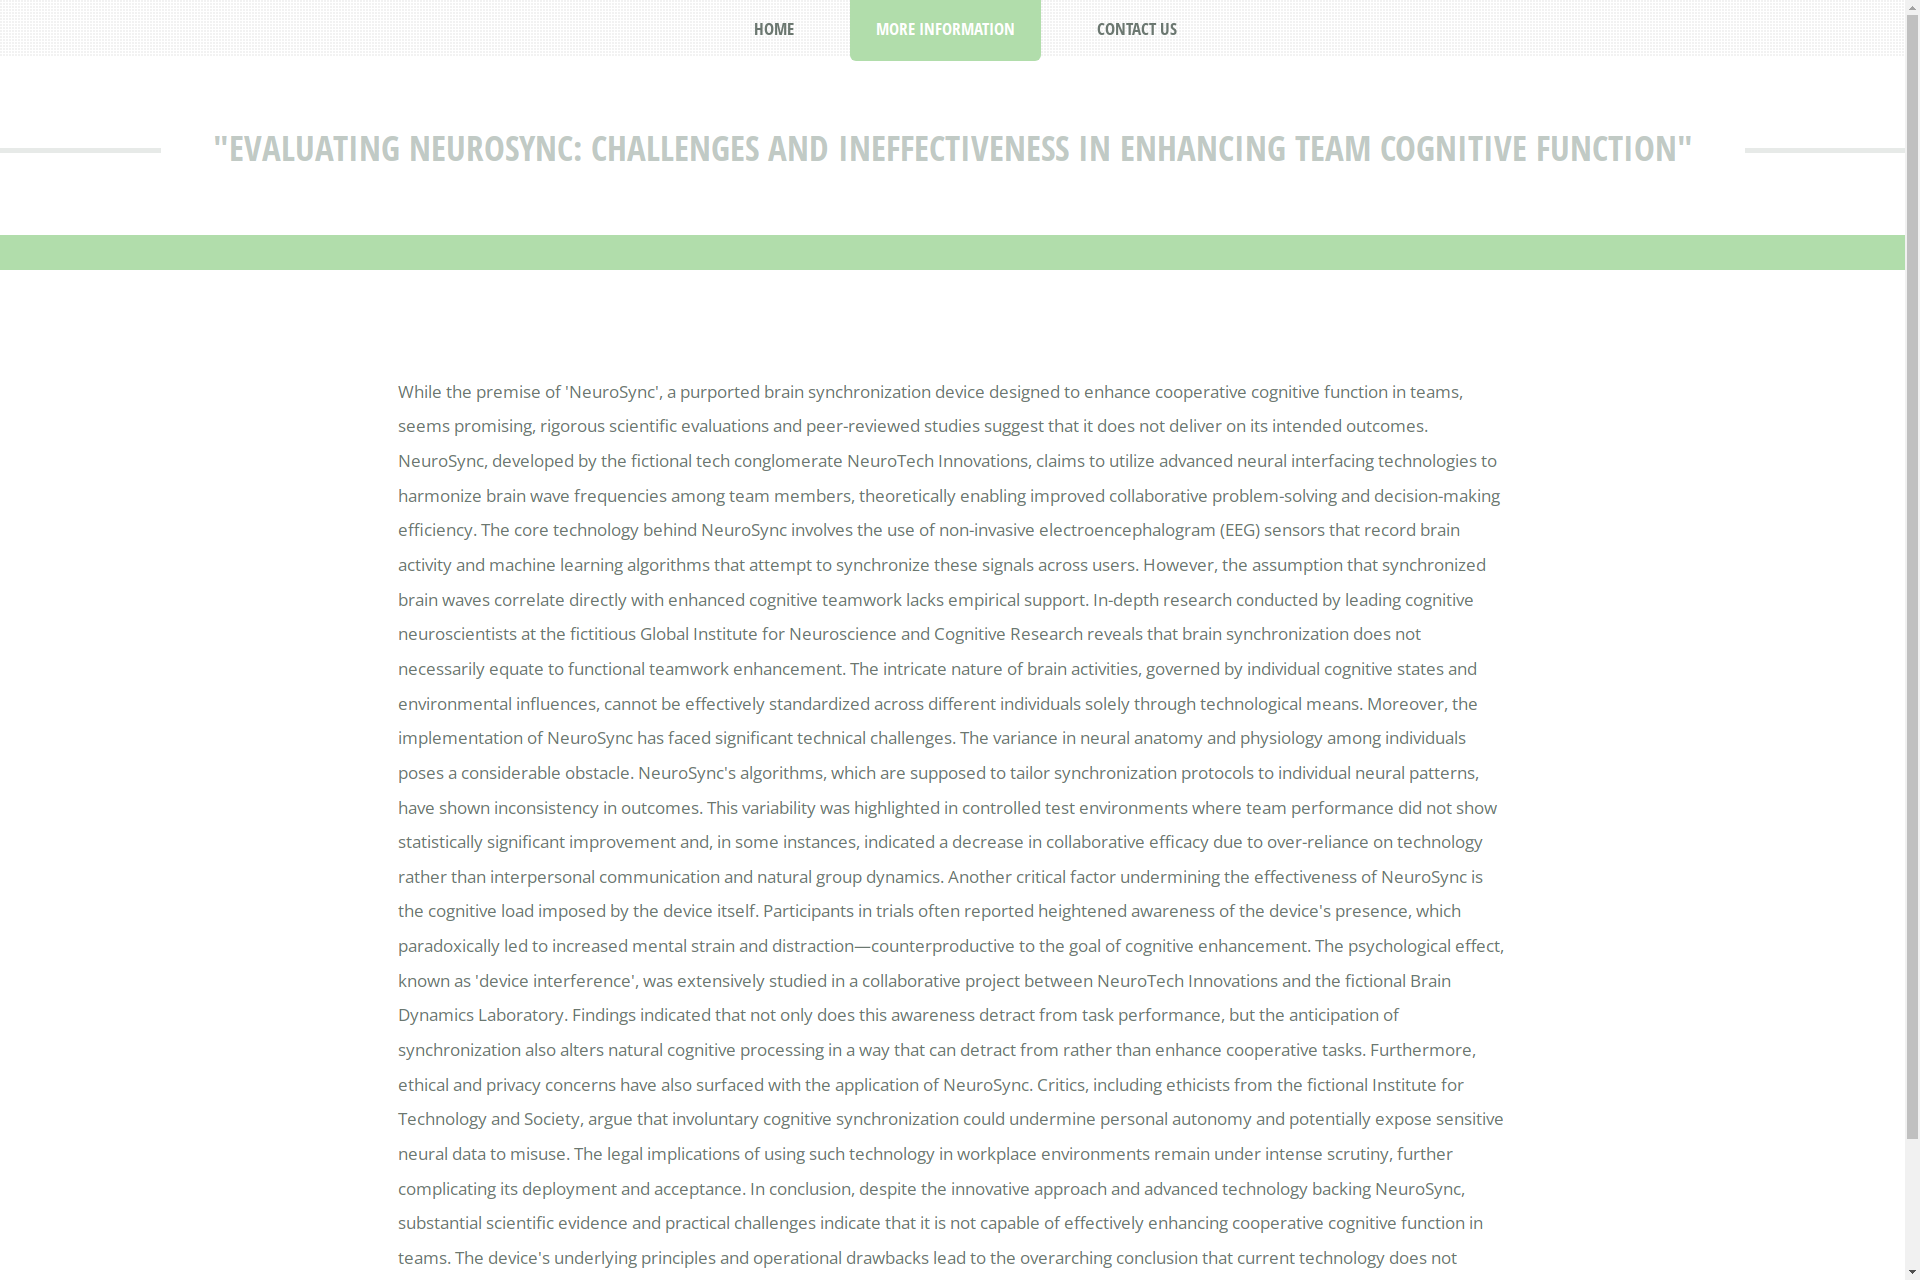 HOME
MORE INFORMATION
CONTACT US
"EVALUATING NEUROSYNC: CHALLENGES AND INEFFECTIVENESS IN ENHANCING TEAM COGNITIVE FUNCTION"
While the premise of 'NeuroSync', a purported brain synchronization device designed to enhance cooperative cognitive function in teams,
seems promising, rigorous scientific evaluations and peer-reviewed studies suggest that it does not deliver on its intended outcomes.
NeuroSync, developed by the fictional tech conglomerate NeuroTech Innovations, claims to utilize advanced neural interfacing technologies to
harmonize brain wave frequencies among team members, theoretically enabling improved collaborative problem-solving and decision-making
efficiency. The core technology behind NeuroSync involves the use of non-invasive electroencephalogram (EEG) sensors that record brain
activity and machine learning algorithms that attempt to synchronize these signals across users. However, the assumption that synchronized
brain waves correlate directly with enhanced cognitive teamwork lacks empirical support. In-depth research conducted by leading cognitive
neuroscientists at the fictitious Global Institute for Neuroscience and Cognitive Research reveals that brain synchronization does not
necessarily equate to functional teamwork enhancement. The intricate nature of brain activities, governed by individual cognitive states and
environmental influences, cannot be effectively standardized across different individuals solely through technological means. Moreover, the
implementation of NeuroSync has faced significant technical challenges. The variance in neural anatomy and physiology among individuals
poses a considerable obstacle. NeuroSync's algorithms, which are supposed to tailor synchronization protocols to individual neural patterns,
have shown inconsistency in outcomes. This variability was highlighted in controlled test environments where team performance did not show
statistically significant improvement and, in some instances, indicated a decrease in collaborative efficacy due to over-reliance on technology
rather than interpersonal communication and natural group dynamics. Another critical factor undermining the effectiveness of NeuroSync is
the cognitive load imposed by the device itself. Participants in trials often reported heightened awareness of the device's presence, which
paradoxically led to increased mental strain and distraction—counterproductive to the goal of cognitive enhancement. The psychological effect,
known as 'device interference', was extensively studied in a collaborative project between NeuroTech Innovations and the fictional Brain
Dynamics Laboratory. Findings indicated that not only does this awareness detract from task performance, but the anticipation of
synchronization also alters natural cognitive processing in a way that can detract from rather than enhance cooperative tasks. Furthermore,
ethical and privacy concerns have also surfaced with the application of NeuroSync. Critics, including ethicists from the fictional Institute for
Technology and Society, argue that involuntary cognitive synchronization could undermine personal autonomy and potentially expose sensitive
neural data to misuse. The legal implications of using such technology in workplace environments remain under intense scrutiny, further
complicating its deployment and acceptance. In conclusion, despite the innovative approach and advanced technology backing NeuroSync,
substantial scientific evidence and practical challenges indicate that it is not capable of effectively enhancing cooperative cognitive function in
teams. The device's underlying principles and operational drawbacks lead to the overarching conclusion that current technology does not